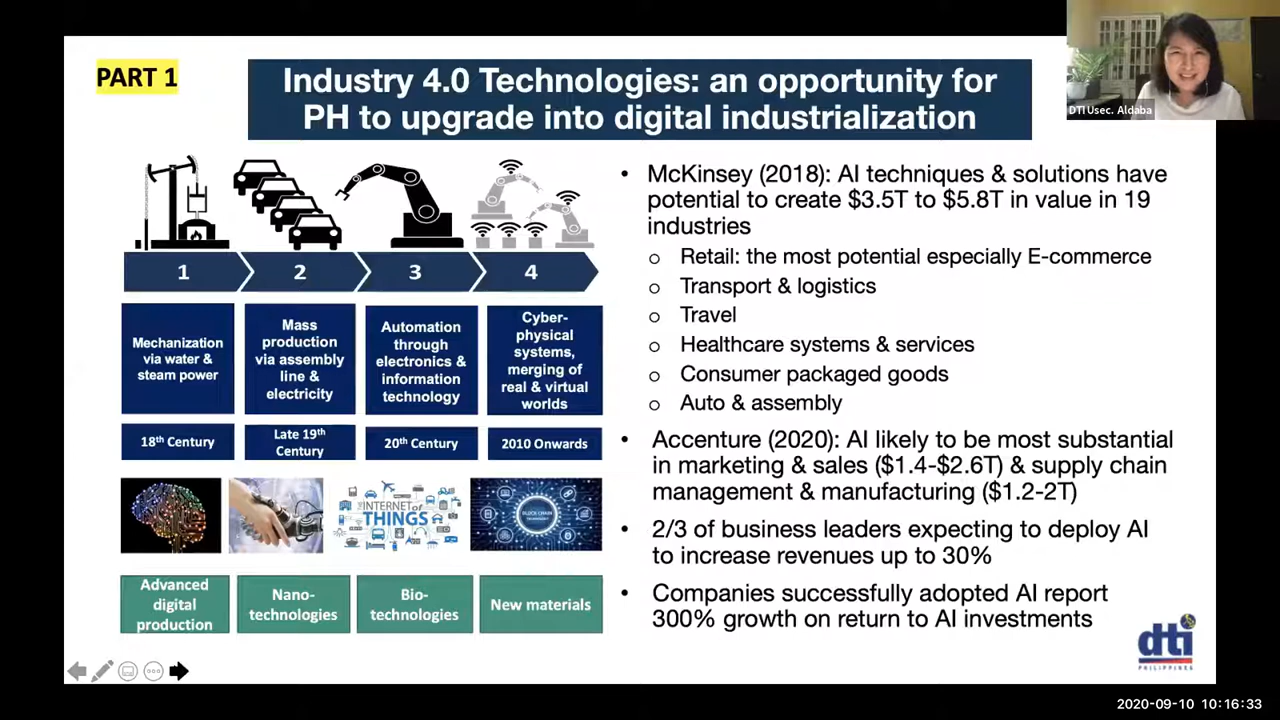 PART 1
Industry 4.0 Technologies: an opportunity for
PH to upgrade into digital industrialization
DTI Usec. Aldaba
1
2
3
4
Mechanization
via water &
steam power
Mass
production
via assembly
line &
electricity
Automation
through
electronics &
information
technology
Cyber-
physical
systems,
merging of
real & virtual
worlds
18th Century
Late 19th
Century
20th Century
2010 Onwards
INTERNET of
THINGS
BLOCK CHAIN
TECHNOLOGY
Advanced
digital
production
Nano-
technologies
Bio-
technologies
New materials
• McKinsey (2018): AI techniques & solutions have
potential to create $3.5T to $5.8T in value in 19
industries
o Retail: the most potential especially E-commerce
o Transport & logistics
o Travel
o Healthcare systems & services
o Consumer packaged goods
o Auto & assembly
• Accenture (2020): AI likely to be most substantial
in marketing & sales ($1.4-$2.6T) & supply chain
management & manufacturing ($1.2-2T)
• 2/3 of business leaders expecting to deploy AI
to increase revenues up to 30%
• Companies successfully adopted AI report
300% growth on return to AI investments
dti
PHILIPPINES
2020-09-10 10:16:33